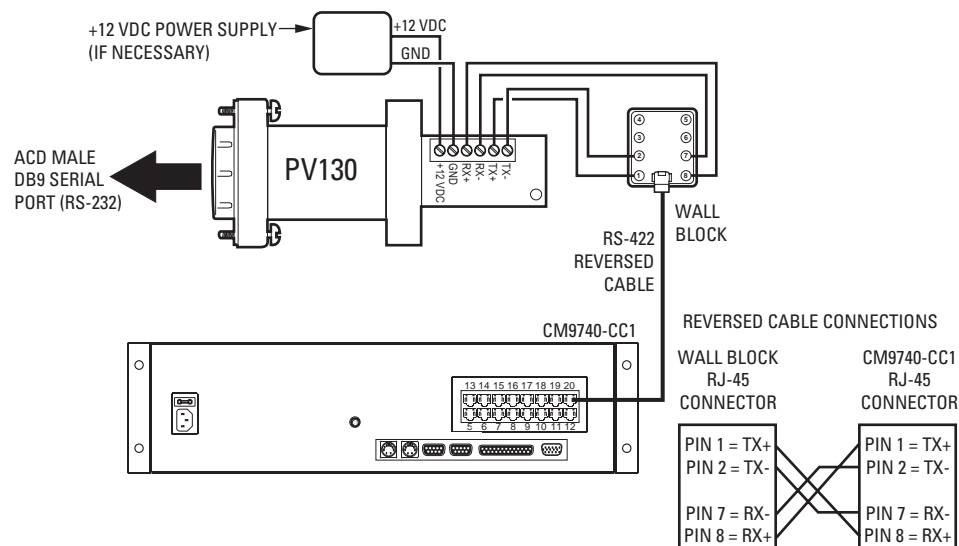 +12 VDC POWER SUPPLY
(IF NECESSARY)
+12 VDC
GND
ACD MALE
DB9 SERIAL
PORT (RS-232)
PV130
+12 VDC
GND
RX+
RX-
TX+
TX-
4 5
3 6
2 7
1 8
WALL
BLOCK
RS-422
REVERSED
CABLE
CM9740-CC1
13 14 15 16 17 18 19 20
5 6 7 8 9 10 11 12
REVERSED CABLE CONNECTIONS
WALL BLOCK
RJ-45
CONNECTOR
PIN 1 = TX+
PIN 2 = TX-
PIN 7 = RX-
PIN 8 = RX+
CM9740-CC1
RJ-45
CONNECTOR
PIN 1 = TX+
PIN 2 = TX-
PIN 7 = RX-
PIN 8 = RX+